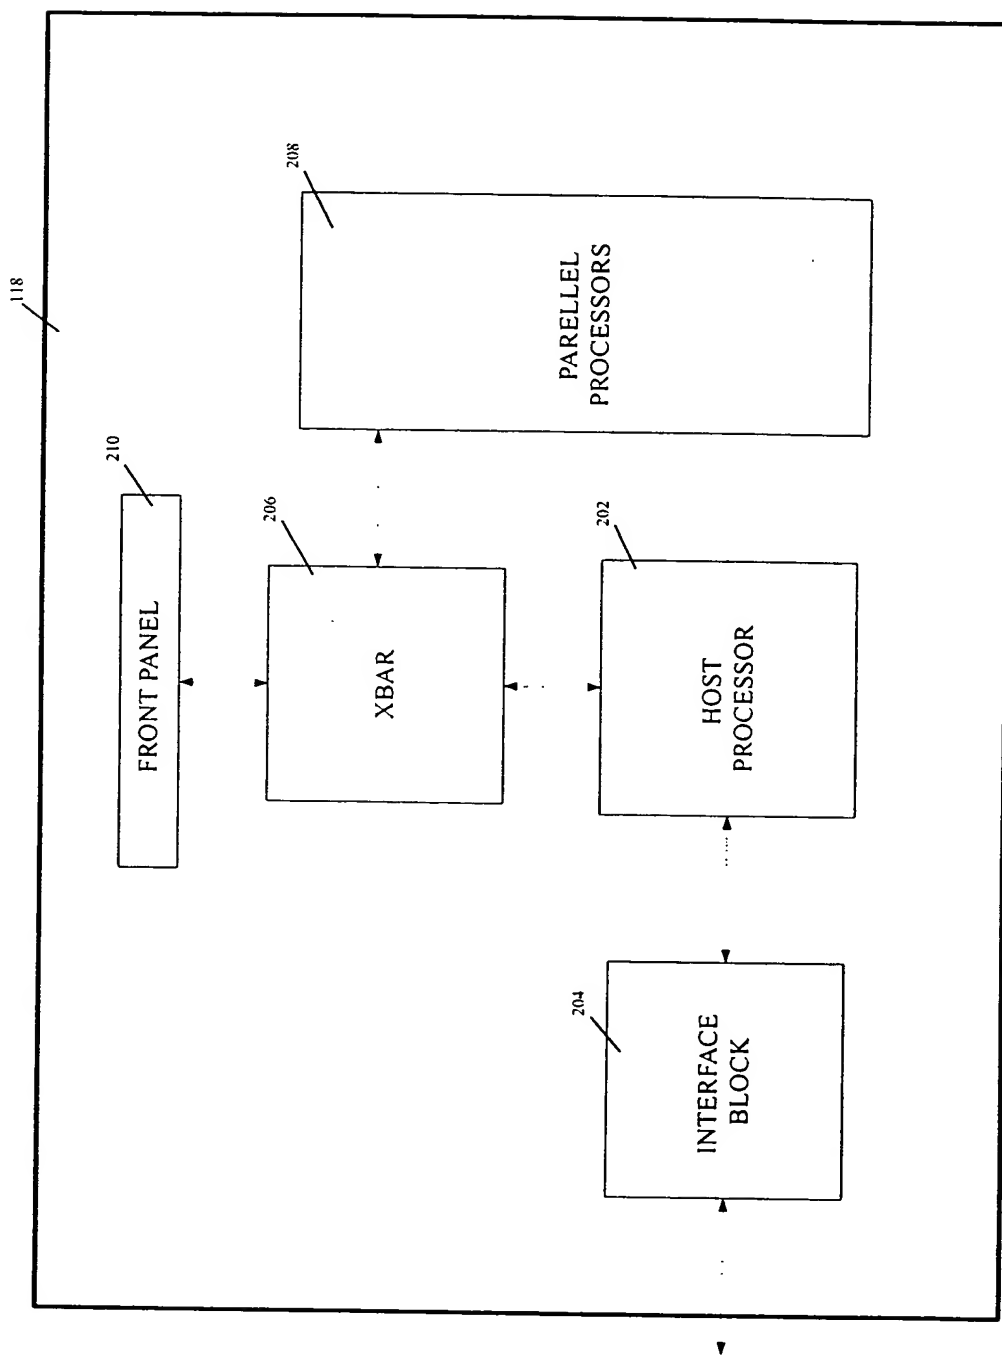 118
210
FRONT PANEL
208
PARELLEL
PROCESSORS
206
XBAR
202
HOST
PROCESSOR
204
INTERFACE
BLOCK